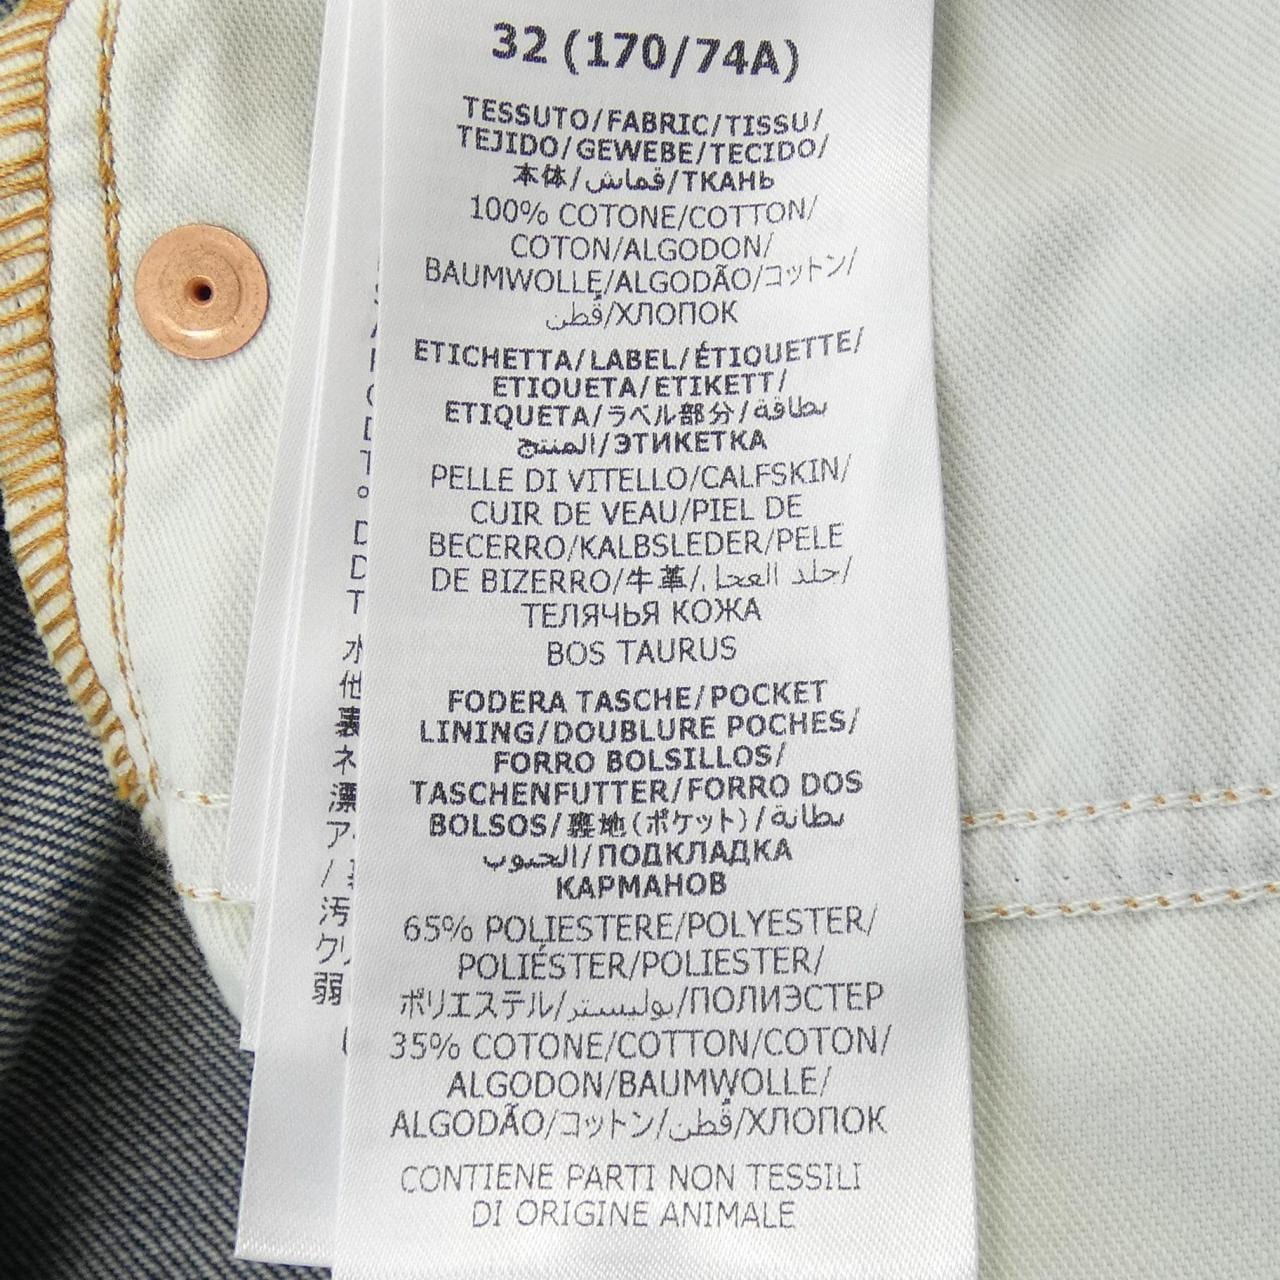 32 (170/74A)
TESSUTO/FABRIC/TISSU/
TEJIDO/GEWEBE/TECIDO/
本体/قماش/ТКАНЬ
100% COTONE/COTTON/
COTON/ALGODON/
BAUMWOLLE/ALGODÃO/コットン/
قُطن/ХЛОПОК
ETICHETTA/LABEL/ÉTIQUETTE/
ETIQUETA/ETIKETT/
ETIQUETA/ラベル部分/بطاقة
المنتج/ЭТИКЕТКА
PELLE DI VITELLO/CALFSKIN/
CUIR DE VEAU/PIEL DE
BECERRO/KALBSLEDER/PELE
DE BIZERRO/牛革/جلد العجل/
ТЕЛЯЧЬЯ КОЖА
BOS TAURUS
FODERA TASCHE/POCKET
LINING/DOUBLURE POCHES/
FORRO BOLSILLOS/
TASCHENFUTTER/FORRO DOS
BOLSOS/裏地(ポケット)/بطانة
الجيوب/ПОДКЛАДКА
КАРМАНОВ
65% POLIESTERE/POLYESTER/
POLIÉSTER/POLIESTER/
ポリエステル/بوليستر/ПОЛИЭСТЕР
35% COTONE/COTTON/COTON/
ALGODON/BAUMWOLLE/
ALGODÃO/コットン/قُطن/ХЛОПОК
CONTIENE PARTI NON TESSILI
DI ORIGINE ANIMALE